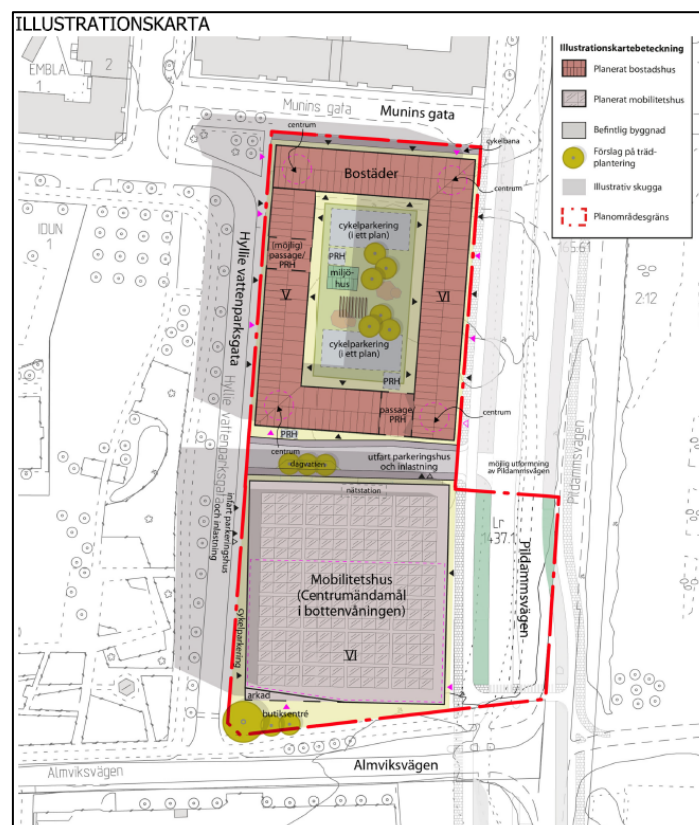 ILLUSTRATIONSKARTA
EMBLA
1
2
Munins gata
Munins gata
centrum
cykelbana
Bostäder
centrum
IDUN
1
cykelparkering
(i ett plan)
(möjlig)
passage/
PRH
PRH
miljö-
hus
V
VI
Hyllie vattenparksgata
Hyllie vattenparksgata
cykelparkering
(i ett plan)
PRH
passage/
PRH
centrum
PRH
centrum
dagvatten
utfart parkeringshus
och inlastning
möjlig utformning
av Pildammsvägen
nätstation
infart parkeringshus
och inlastning
Mobilitetshus
(Centrumändamål
i bottenvåningen)
VI
cykelparkering
arkad
butiksentré
Pildammsvägen
Pildammsvägen
2:12
Almviksvägen
Almviksvägen
Illustrationskartebeteckning
Planerat bostadshus
Planerat mobilitetshus
Befintlig byggnad
Förslag på träd-
plantering
Illustrativ skugga
Planområdesgräns